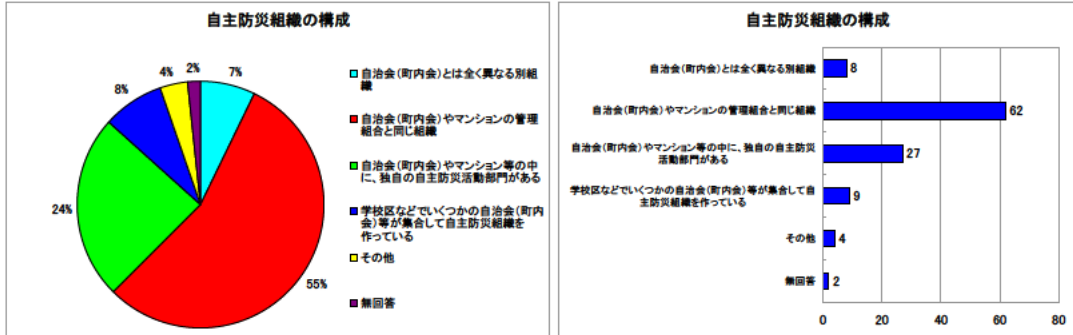 自主防災組織の構成
2%
4%
7%
8%
24%
55%
自治会(町内会)とは全く異なる別組
織
自治会(町内会)やマンションの管理
組合と同じ組織
自治会(町内会)やマンション等の中
に、独自の自主防災活動部門がある
学校区などでいくつかの自治会(町内
会)等が集合して自主防災組織を
作っている
その他
無回答
自主防災組織の構成
自治会(町内会)とは全く異なる別組織
8
自治会(町内会)やマンションの管理組合と同じ組織
62
自治会(町内会)やマンション等の中に、独自の自主防災
活動部門がある
27
学校区などでいくつかの自治会(町内会)等が集合して自
主防災組織を作っている
9
その他
4
無回答
2
0 20 40 60 80